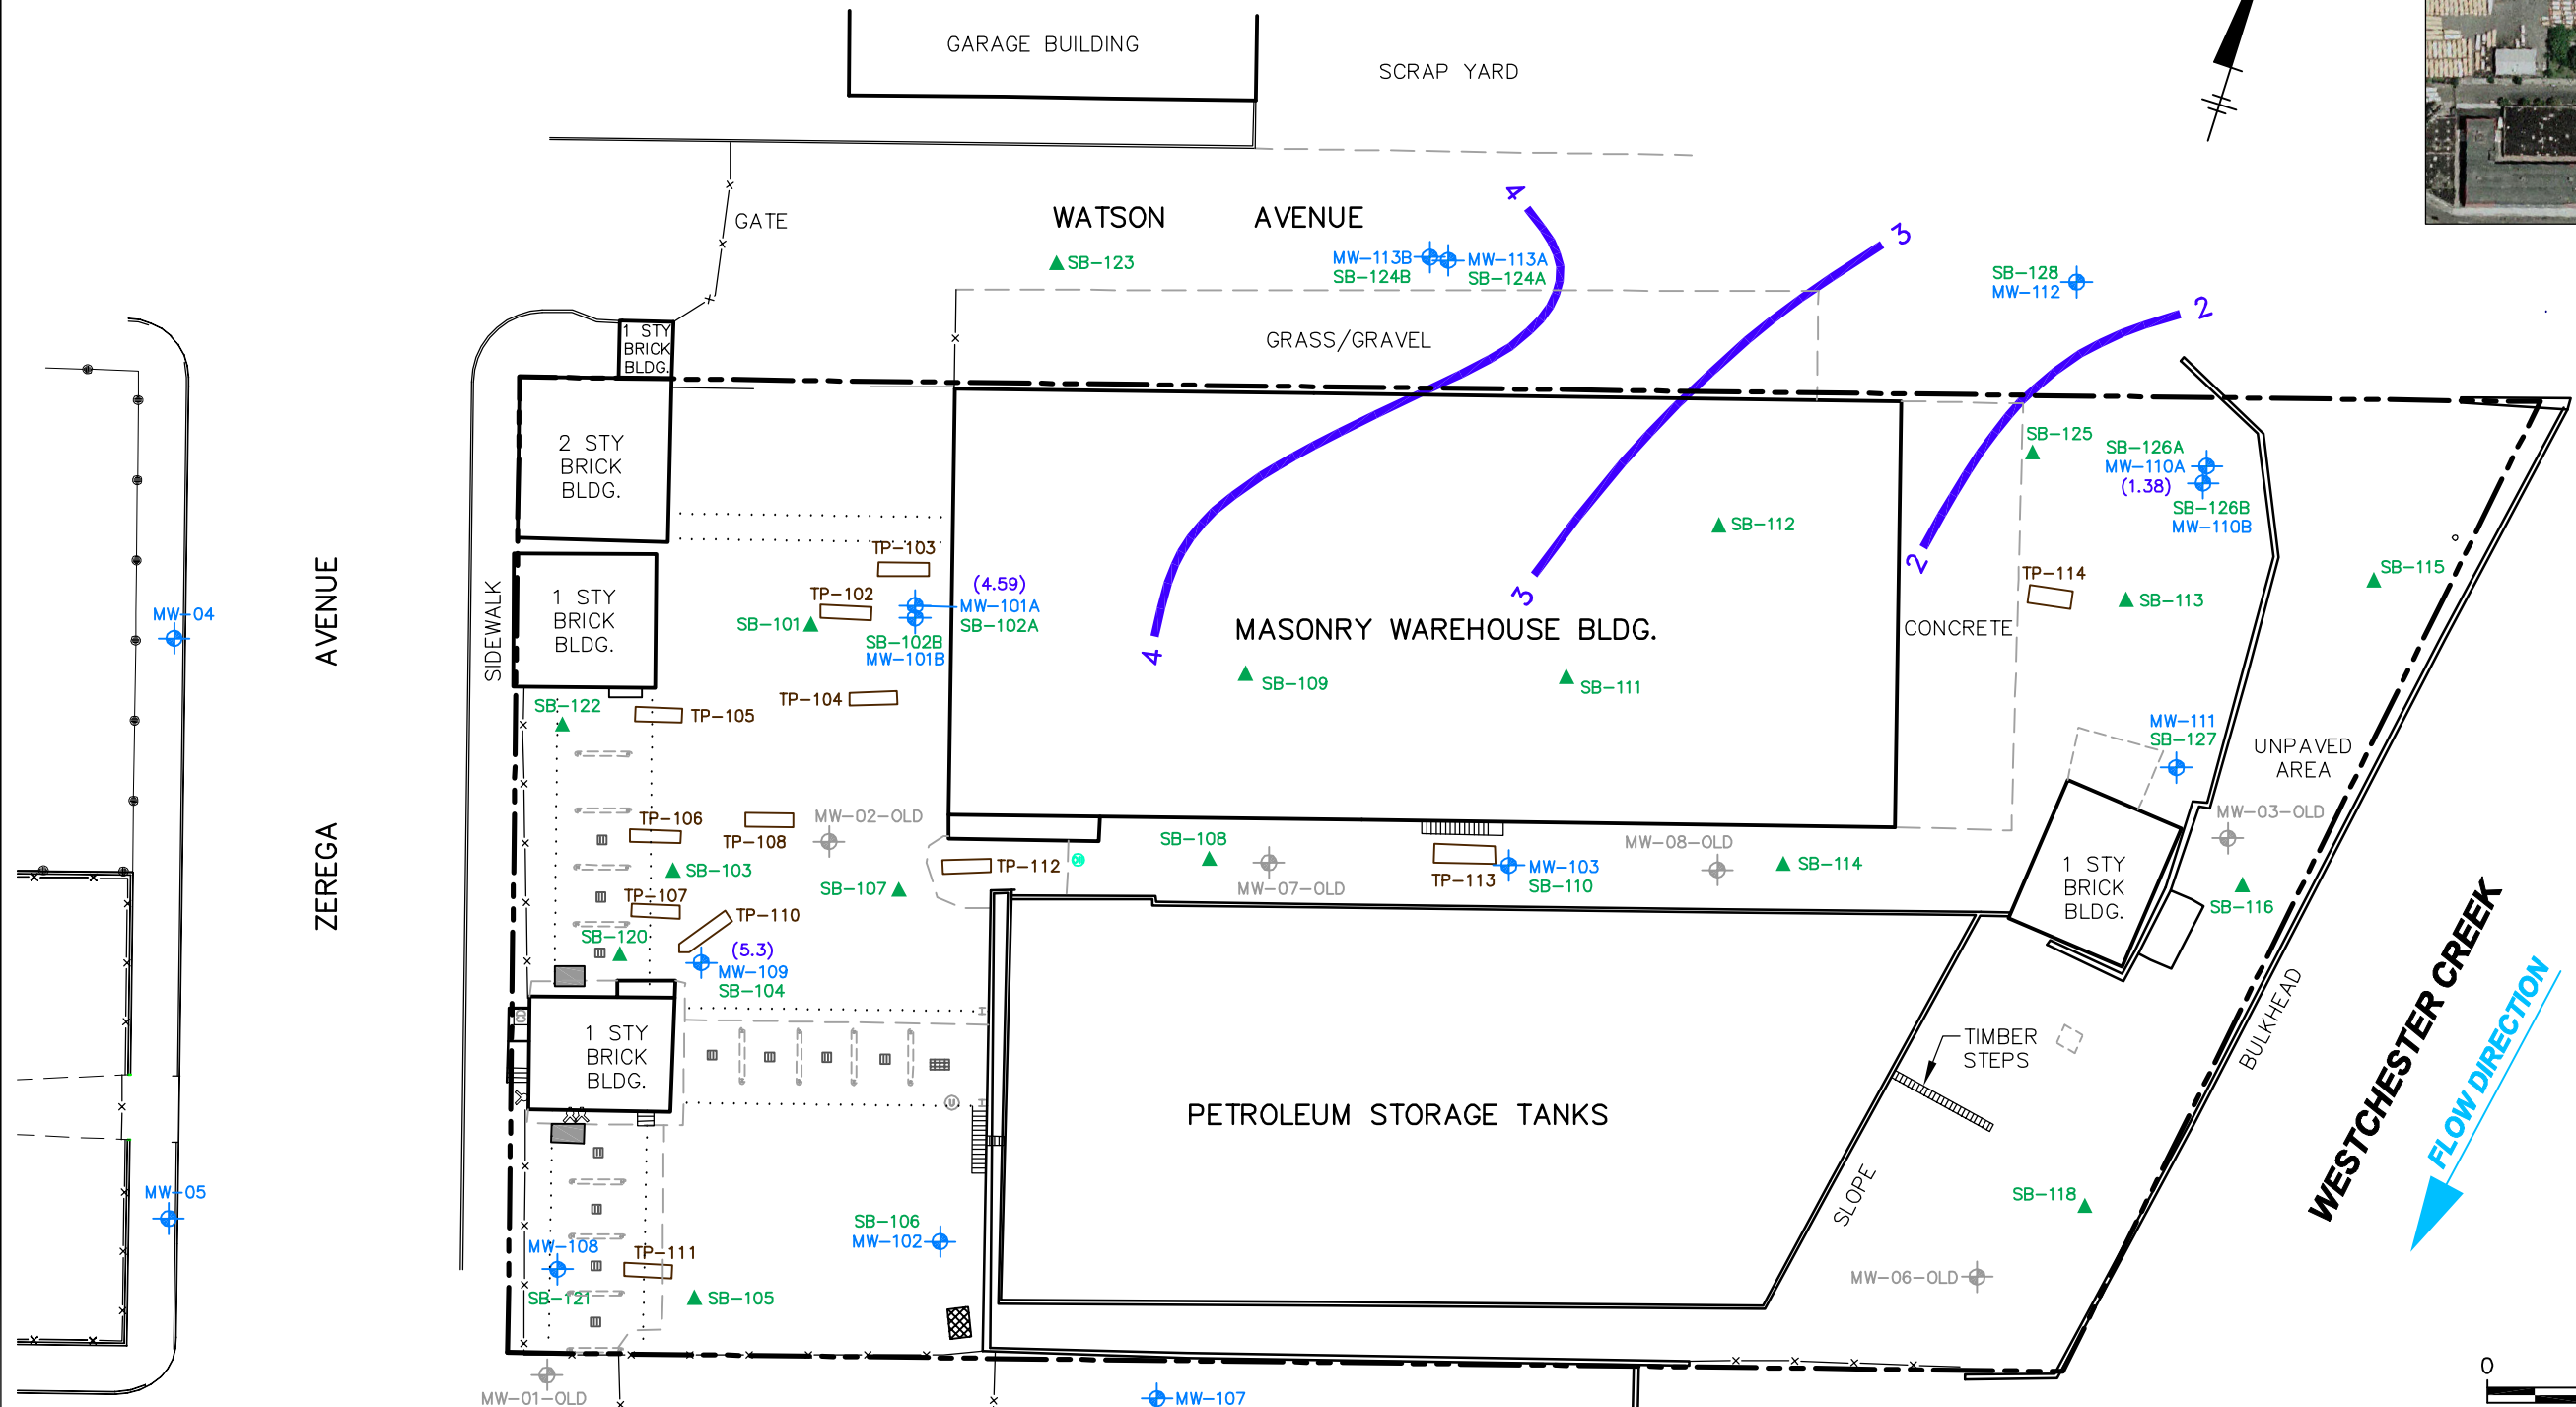 GARAGE BUILDING
SCRAP YARD
GATE
WATSON AVENUE
SB-123
MW-113B
SB-124B
MW-113A
SB-124A
4
3
SB-128
MW-112
2
GRASS/GRAVEL
1 STY
BRICK
BLDG.
2 STY
BRICK
BLDG.
SB-125
SB-126A
MW-110A
(1.38)
SB-126B
MW-110B
SB-112
TP-103
TP-102
SB-101
(4.59)
MW-101A
SB-102A
SB-102B
MW-101B
1 STY
BRICK
BLDG.
SIDEWALK
ZEREGA AVENUE
MW-04
4
3
2
MASONRY WAREHOUSE BLDG.
CONCRETE
TP-114
SB-113
SB-115
SB-109
SB-111
TP-104
SB-122
TP-105
MW-111
SB-127
UNPAVED
AREA
TP-106
TP-108
MW-02-OLD
SB-103
SB-107
TP-112
SB-108
MW-07-OLD
TP-113
MW-103
SB-110
MW-08-OLD
SB-114
MW-03-OLD
1 STY
BRICK
BLDG.
SB-116
TP-107
TP-110
SB-120
(5.3)
MW-109
SB-104
1 STY
BRICK
BLDG.
TIMBER
STEPS
BULKHEAD
WESTCHESTER CREEK
FLOW DIRECTION
PETROLEUM STORAGE TANKS
SLOPE
SB-118
MW-05
MW-108
SB-121
TP-111
SB-105
SB-106
MW-102
MW-06-OLD
MW-01-OLD
MW-107
0